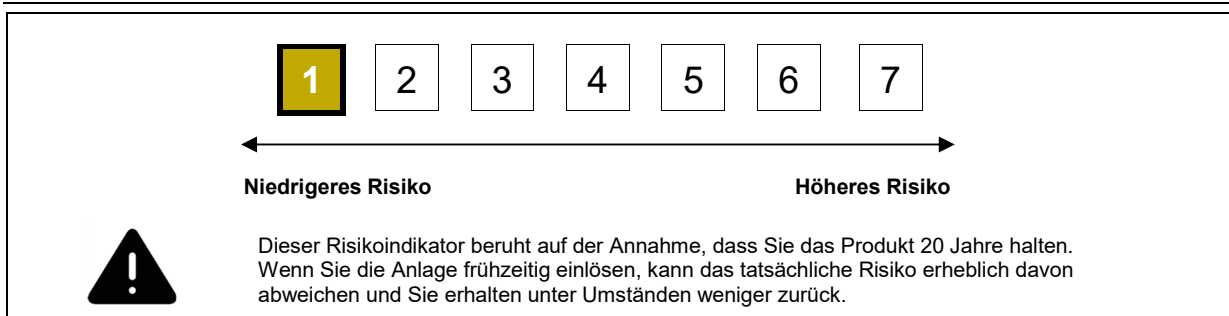 1 2 3 4 5 6 7
Niedrigeres Risiko Höheres Risiko
Dieser Risikoindikator beruht auf der Annahme, dass Sie das Produkt 20 Jahre halten.
Wenn Sie die Anlage frühzeitig einlösen, kann das tatsächliche Risiko erheblich davon
abweichen und Sie erhalten unter Umständen weniger zurück.